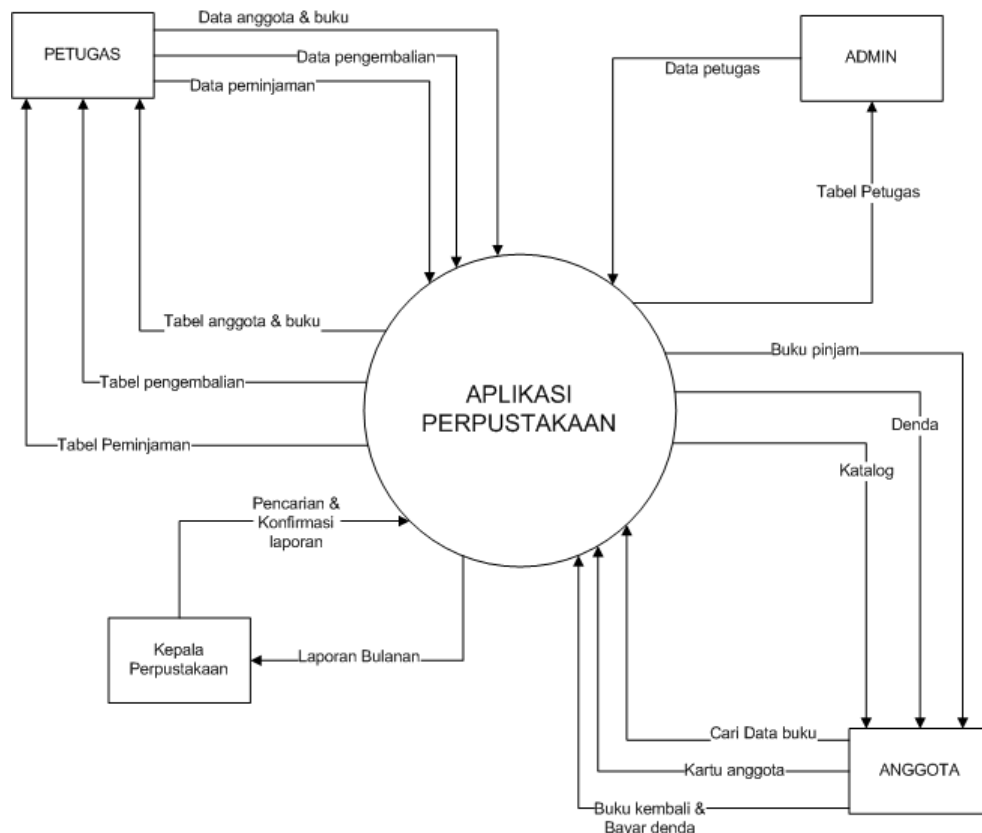 Data anggota & buku
PETUGAS
Data pengembalian
Data peminjaman
Data petugas
ADMIN
Tabel Petugas
Tabel anggota & buku
Buku pinjam
Tabel pengembalian
APLIKASI
PERPUSTAKAAN
Denda
Tabel Peminjaman
Katalog
Pencarian &
Konfirmasi
laporan
Kepala
Perpustakaan
Laporan Bulanan
Cari Data buku
Kartu anggota
ANGGOTA
Buku kembali &
Bayar denda